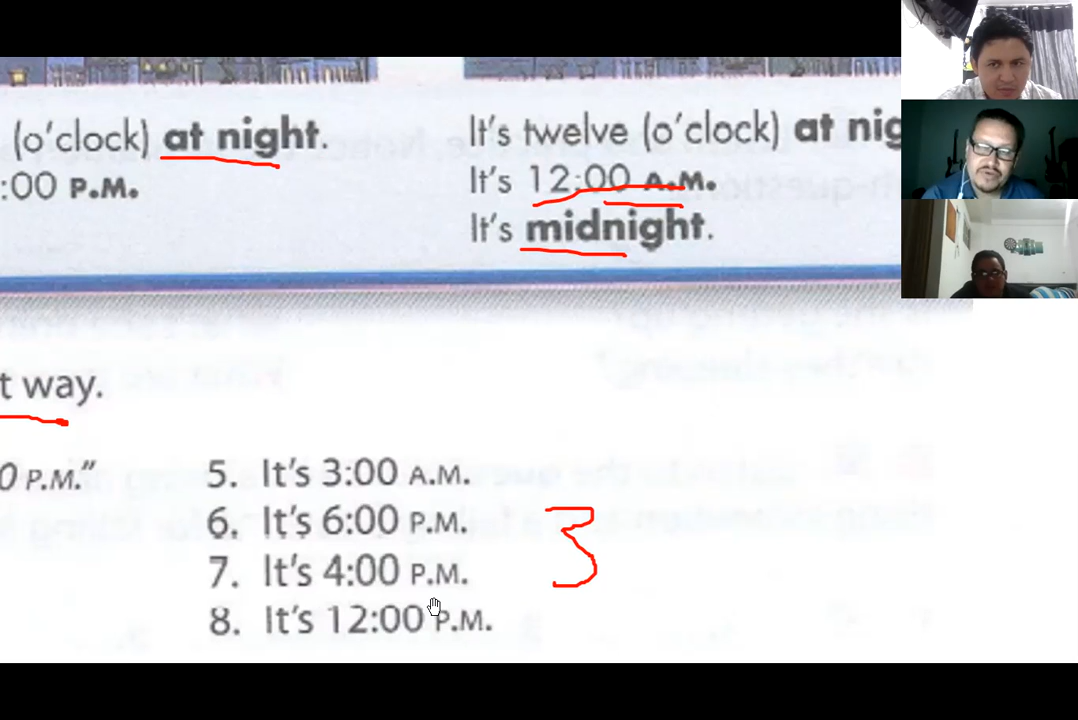 (o'clock) at night
:00 P.M.
It's twelve (o'clock) at nig
It's 12:00 A.M.
It's midnight.
t way.
0 P.M."
5. It's 3:00 A.M.
6. It's 6:00 P.M.
7. It's 4:00 P.M.
8. It's 12:00 P.M.
3